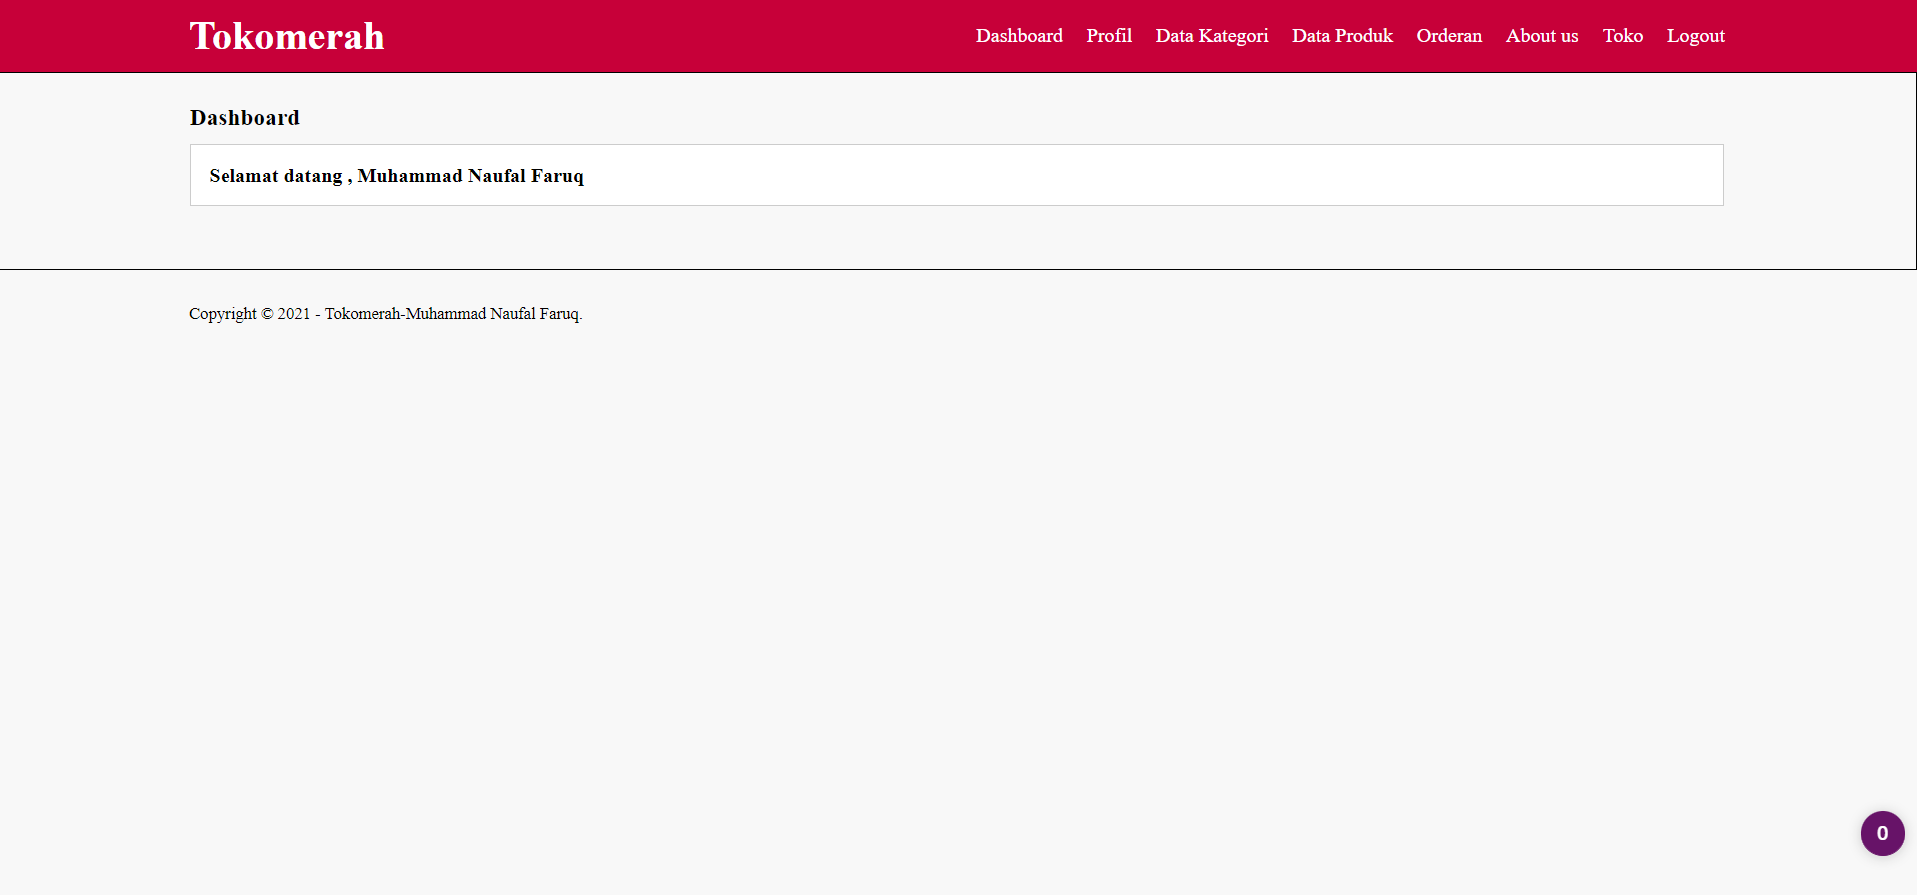 Tokomerah
Dashboard Profil Data Kategori Data Produk Orderan About us Toko Logout
Dashboard
Selamat datang , Muhammad Naufal Faruq
Copyright © 2021 - Tokomerah-Muhammad Naufal Faruq.
0